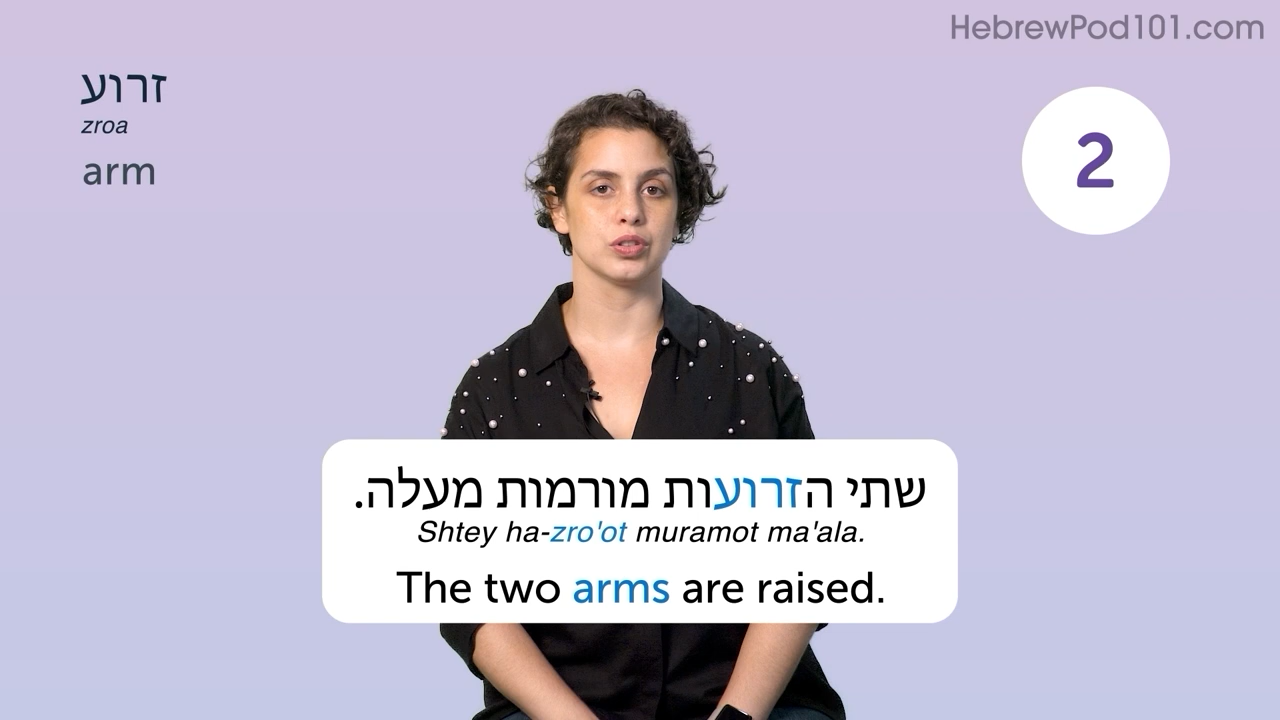 HebrewPod101.com
זרוע
zroa
arm
2
שתי הזרועות מורמות מעלה.
Shtey ha-zro'ot muramot ma'ala.
The two arms are raised.